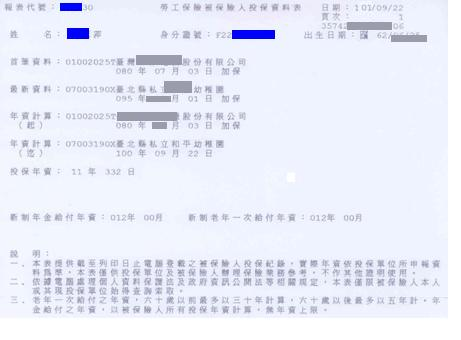 報表代號： 30 勞工保險被保險人投保資料表 日期：101/09/22
頁次： 1
35742 06
姓 名： 郭 身分證號：F22 出生日期：國 62/
首筆資料：01002025T臺灣 股份有限公司
080 年 07 月 03 日 加保
最新資料：07003190X臺北縣私 幼稚園
095 年 月 01 日 加保
年資計算：01002025T 股份有限公司
（起） 080 年 月 03 日 加保
年資計算：07003190X臺北縣私立和平幼稚園
（迄） 100 年 09 月 22 日
投保年資： 11 年 332 日
新制年金給付年資：012年 00月 新制老年一次給付年資：012年 00月
說 明：
一、本表提供截至列印日止電腦登載之被保險人投保紀錄，實際年資依投保單位所申報資
料為準，本表僅供投保單位及被保險人辦理保險業務參考，不作其他證明使用。
二、依據電腦處理個人資料保護法及政府資訊公開法等相關規定，本表僅限被保險人本人
或其現投保單位始得查詢索取。
三、老年一次給付之年資，六十歲以前最多以三十年計算，六十歲以後最多以五年計。年
金給付之年資，以被保險人所有投保年資計算，無年資上限。